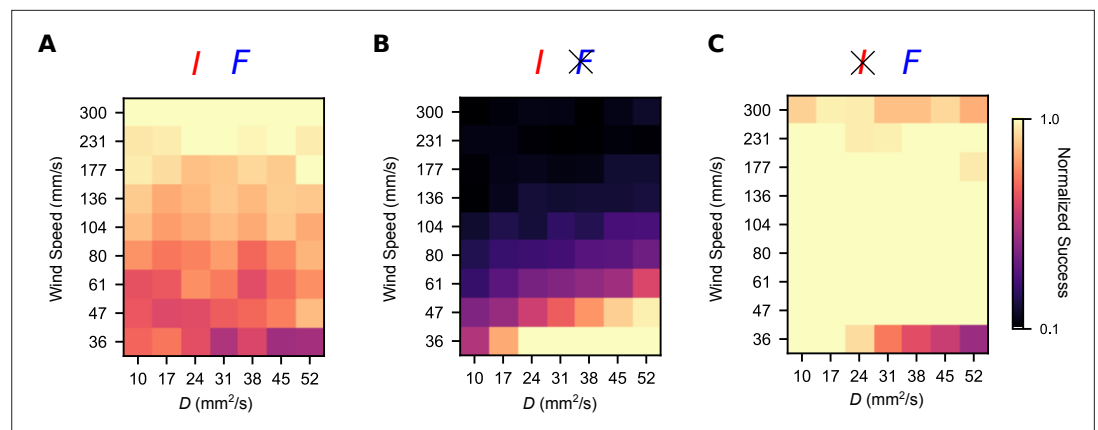 A
I F
Wind Speed (mm/s)
300
231
177
136
104
80
61
47
36
10 17 24 31 38 45 52
D (mm²/s)
B
I F
Wind Speed (mm/s)
300
231
177
136
104
80
61
47
36
10 17 24 31 38 45 52
D (mm²/s)
C
I F
Wind Speed (mm/s)
300
231
177
136
104
80
61
47
36
10 17 24 31 38 45 52
D (mm²/s)
1.0
0.1
Normalized Success